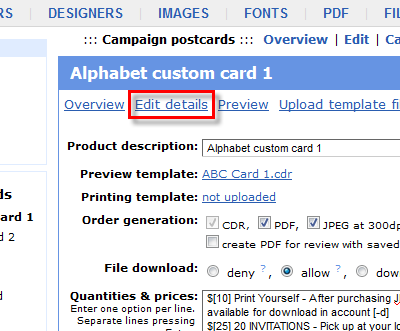 RS | DESIGNERS | IMAGES | FONTS | PDF | FIL
::: Campaign postcards ::: Overview | Edit | Ca
Alphabet custom card 1
Overview Edit details Preview Upload template fi
Product description: Alphabet custom card 1
Preview template: ABC Card 1.cdr
Printing template: not uploaded
ds
ard 1
d 2
Order generation: CDR, PDF, JPEG at 300dp
create PDF for review with saved
File download: deny ?, allow ?, dow
Quantities & prices:
Enter one option per line.
Separate lines pressing
$[10] Print Yourself - After purchasing
available for download in account [-d]
$[25] 20 INVITATIONS - Pick up at your lo